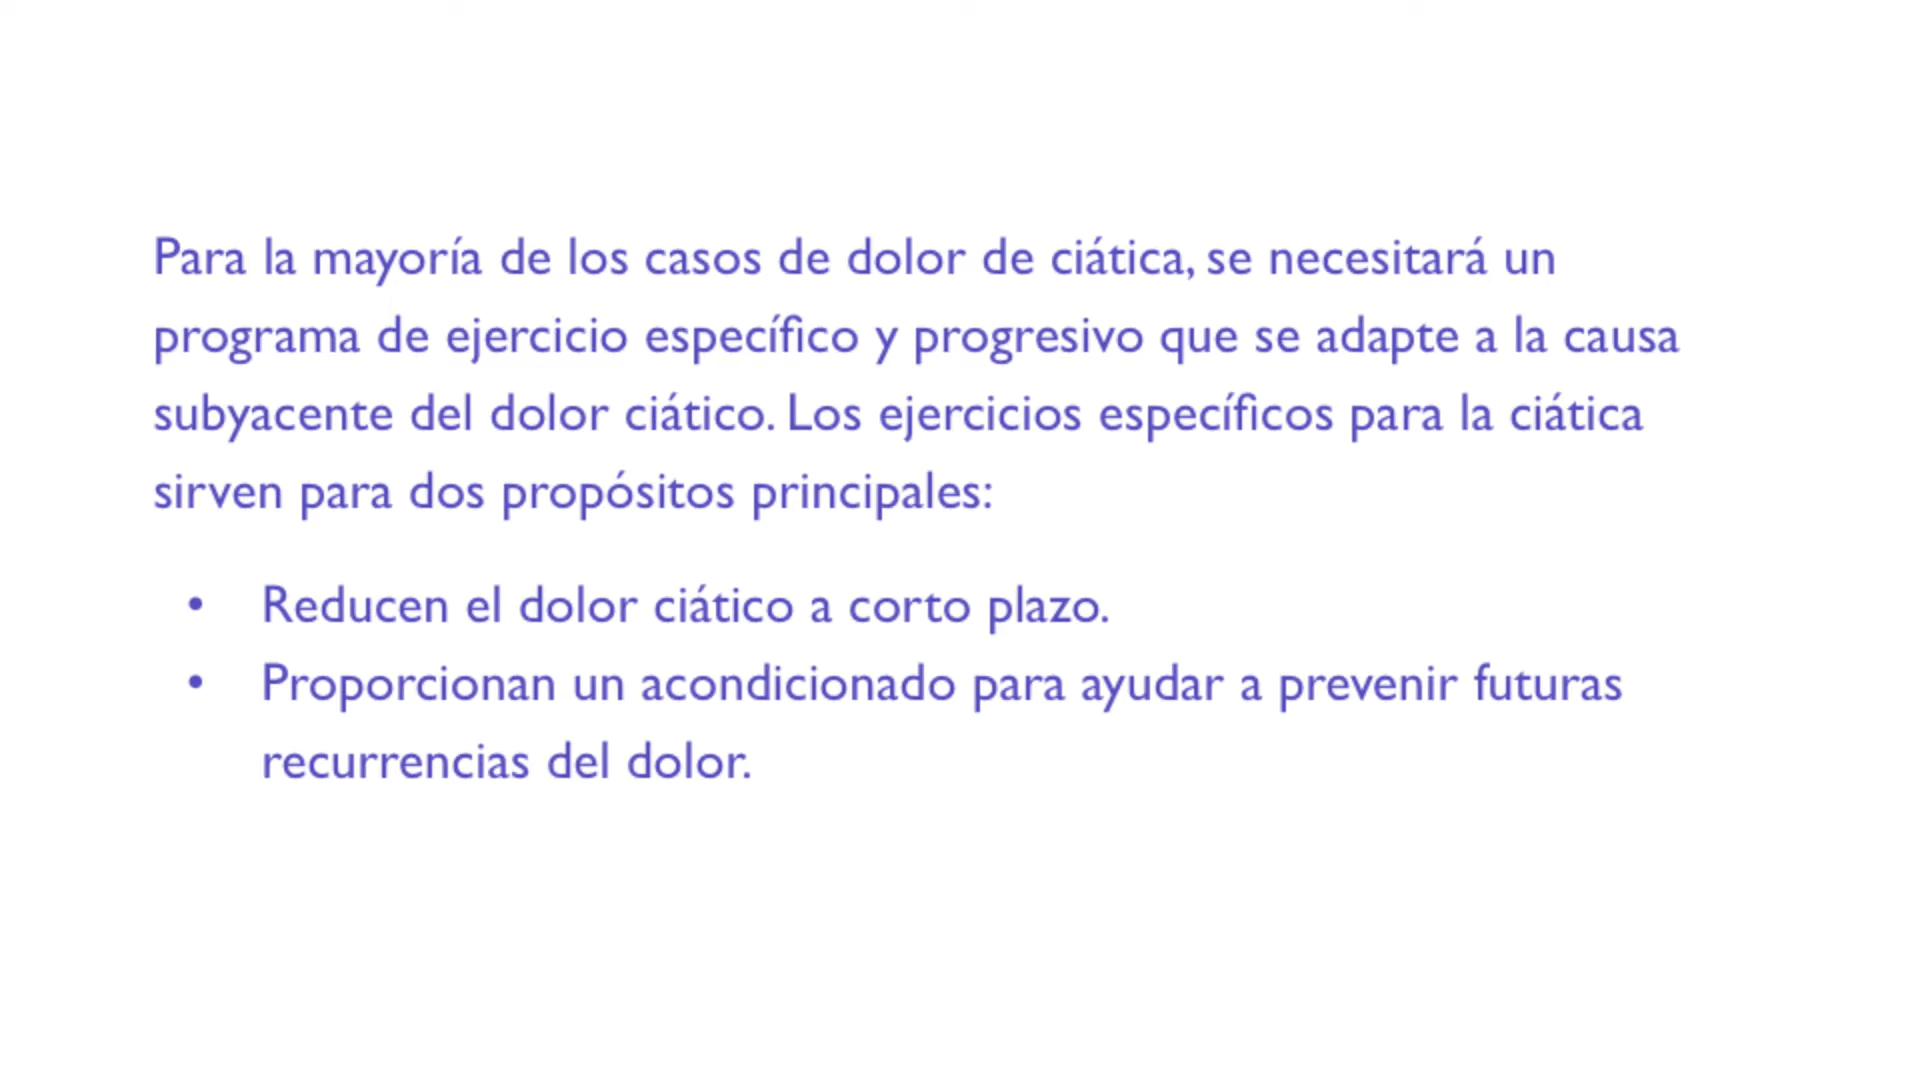 Para la mayoría de los casos de dolor de ciática, se necesitará un
programa de ejercicio específico y progresivo que se adapte a la causa
subyacente del dolor ciático. Los ejercicios específicos para la ciática
sirven para dos propósitos principales:
• Reducen el dolor ciático a corto plazo.
• Proporcionan un acondicionado para ayudar a prevenir futuras
recurrencias del dolor.